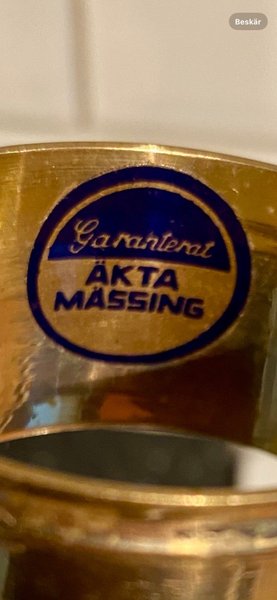 Beskär
Garanterat
ÄKTA
MÄSSING